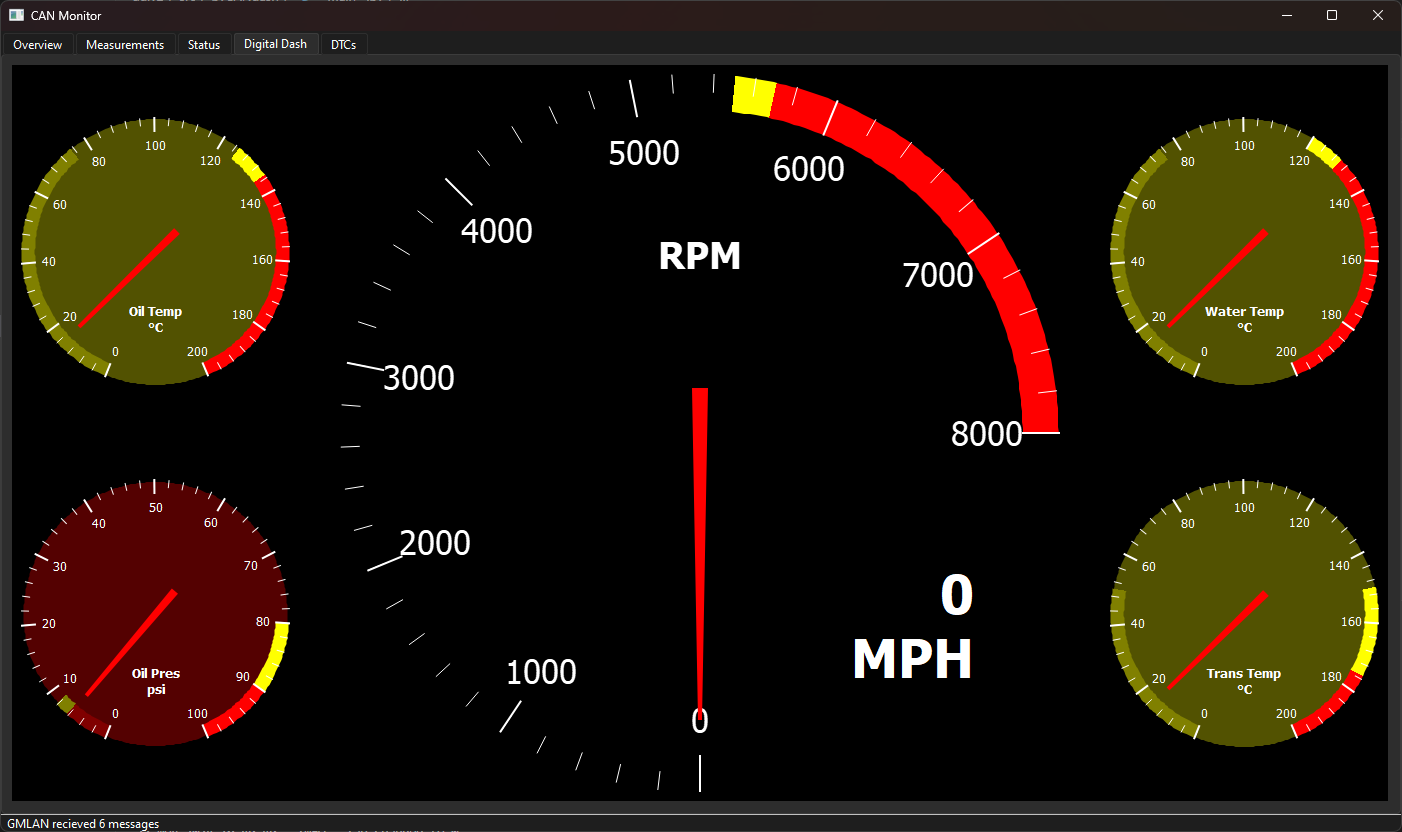 CAN Monitor
Overview Measurements Status Digital Dash DTCs
0 20 40 60 80 100 120 140 160 180 200
Oil Temp
°C
0 10 20 30 40 50 60 70 80 90 100
Oil Pres
psi
0 1000 2000 3000 4000 5000 6000 7000 8000
RPM
0
MPH
0 20 40 60 80 100 120 140 160 180 200
Water Temp
°C
0 20 40 60 80 100 120 140 160 180 200
Trans Temp
°C
GMLAN recieved 6 messages